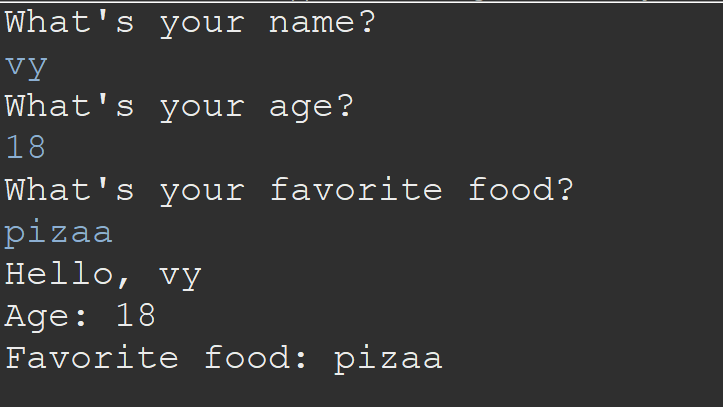 What's your name?
vy
What's your age?
18
What's your favorite food?
pizaa
Hello, vy
Age: 18
Favorite food: pizaa